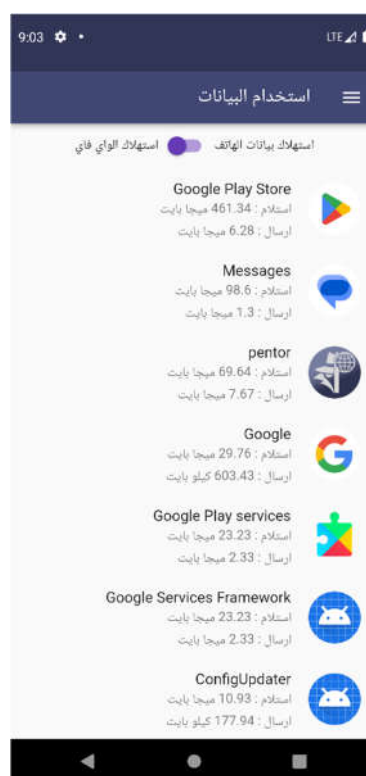 9:03
LTE
استخدام البيانات
استهلاك بيانات الهاتف استهلاك الواي فاي
Google Play Store
استلام : 461.34 ميجا بايت
ارسال : 6.28 ميجا بايت
Messages
استلام : 98.6 ميجا بايت
ارسال : 1.3 ميجا بايت
pentor
استلام : 69.64 ميجا بايت
ارسال : 7.67 ميجا بايت
Google
استلام : 29.76 ميجا بايت
ارسال : 603.43 كيلو بايت
Google Play services
استلام : 23.23 ميجا بايت
ارسال : 2.33 ميجا بايت
Google Services Framework
استلام : 23.23 ميجا بايت
ارسال : 2.33 ميجا بايت
ConfigUpdater
استلام : 10.93 ميجا بايت
ارسال : 177.94 كيلو بايت